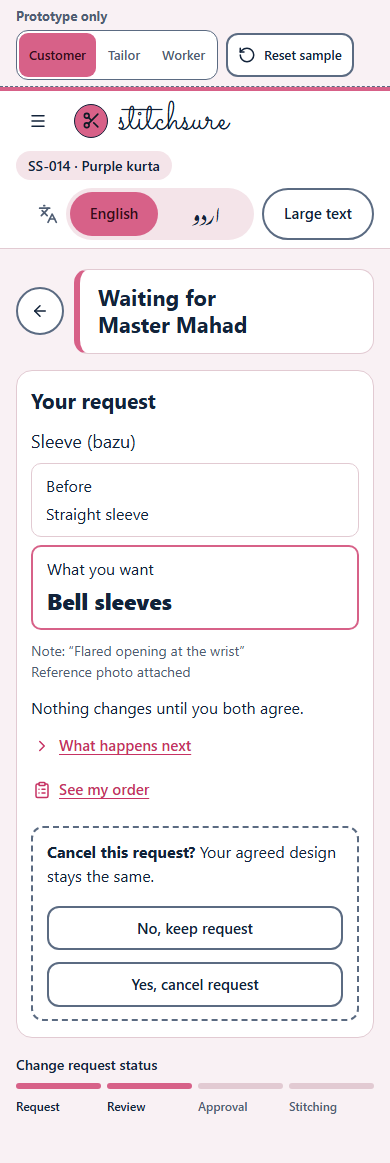 Prototype only
Customer Tailor Worker Reset sample
stitchsure
SS-014 · Purple kurta
English اردو Large text
Waiting for
Master Mahad
Your request
Sleeve (bazu)
Before
Straight sleeve
What you want
Bell sleeves
Note: “Flared opening at the wrist”
Reference photo attached
Nothing changes until you both agree.
What happens next
See my order
Cancel this request? Your agreed design
stays the same.
No, keep request
Yes, cancel request
Change request status
Request Review Approval Stitching